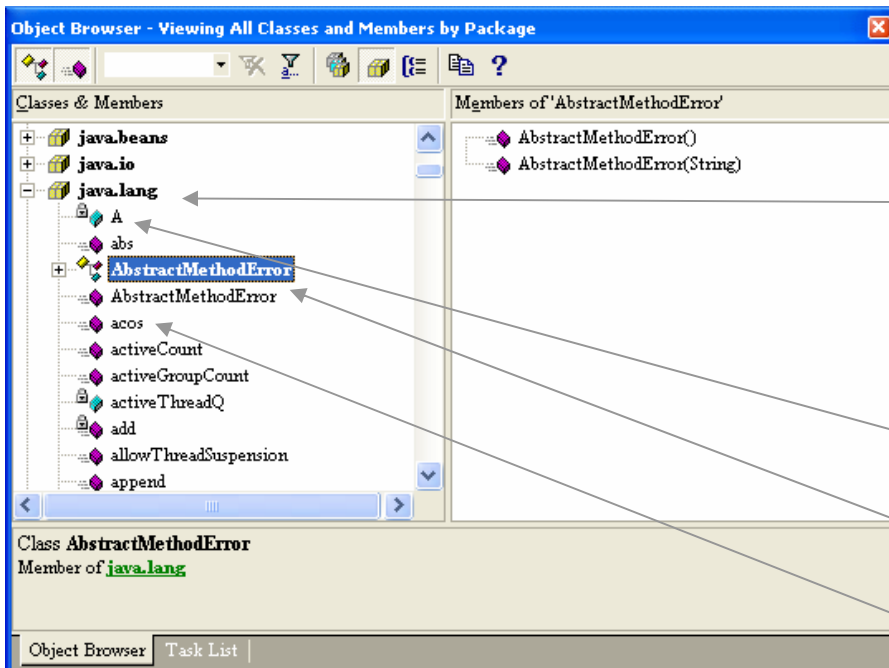 Object Browser - Viewing All Classes and Members by Package
Classes & Members
java.beans
java.io
java.lang
A
abs
AbstractMethodError
AbstractMethodError
acos
activeCount
activeGroupCount
activeThreadQ
add
allowThreadSuspension
append
Members of 'AbstractMethodError'
AbstractMethodError()
AbstractMethodError(String)
Class AbstractMethodError
Member of java.lang
Object Browser
Task List